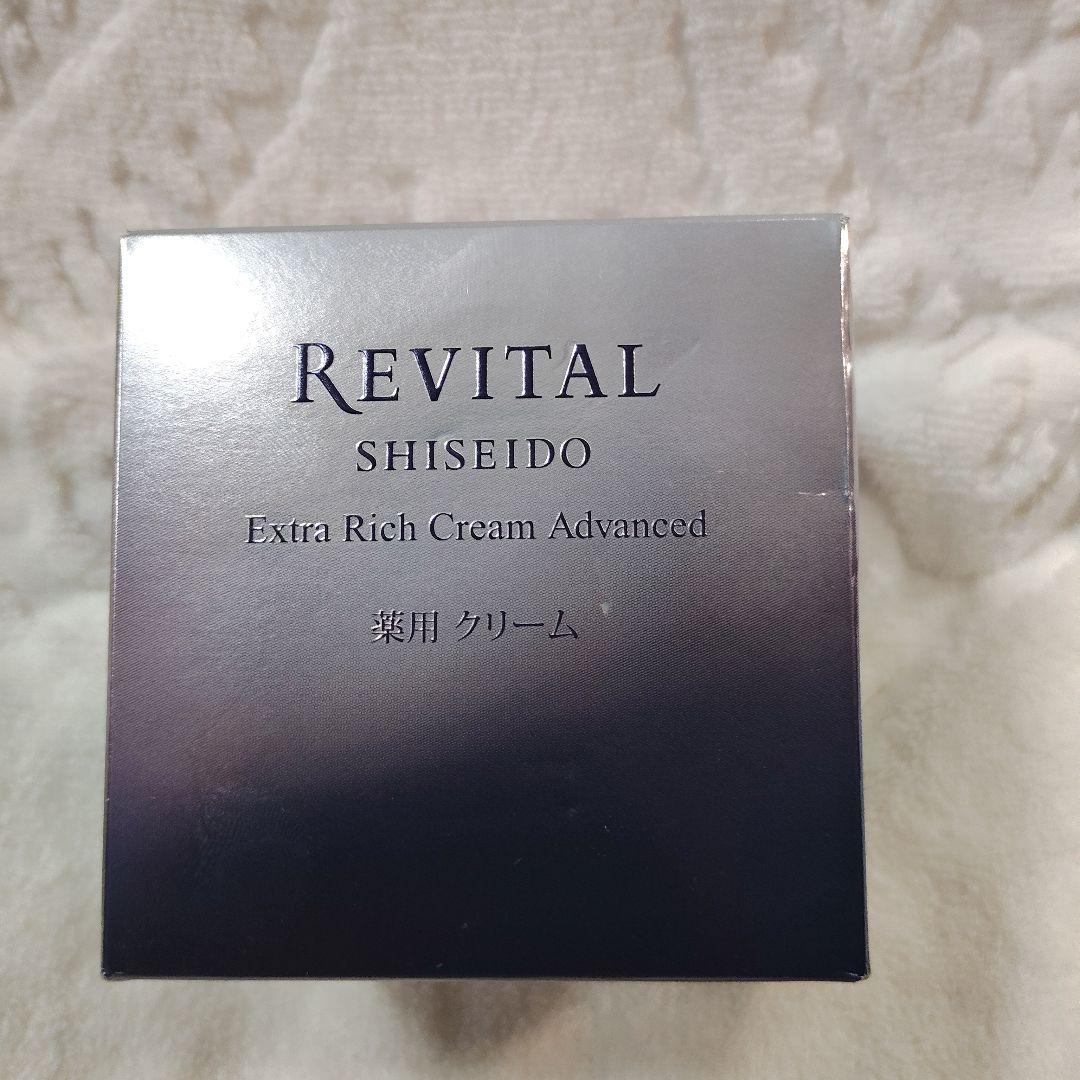 REVITAL
SHISEIDO
Extra Rich Cream Advanced
薬用 クリーム